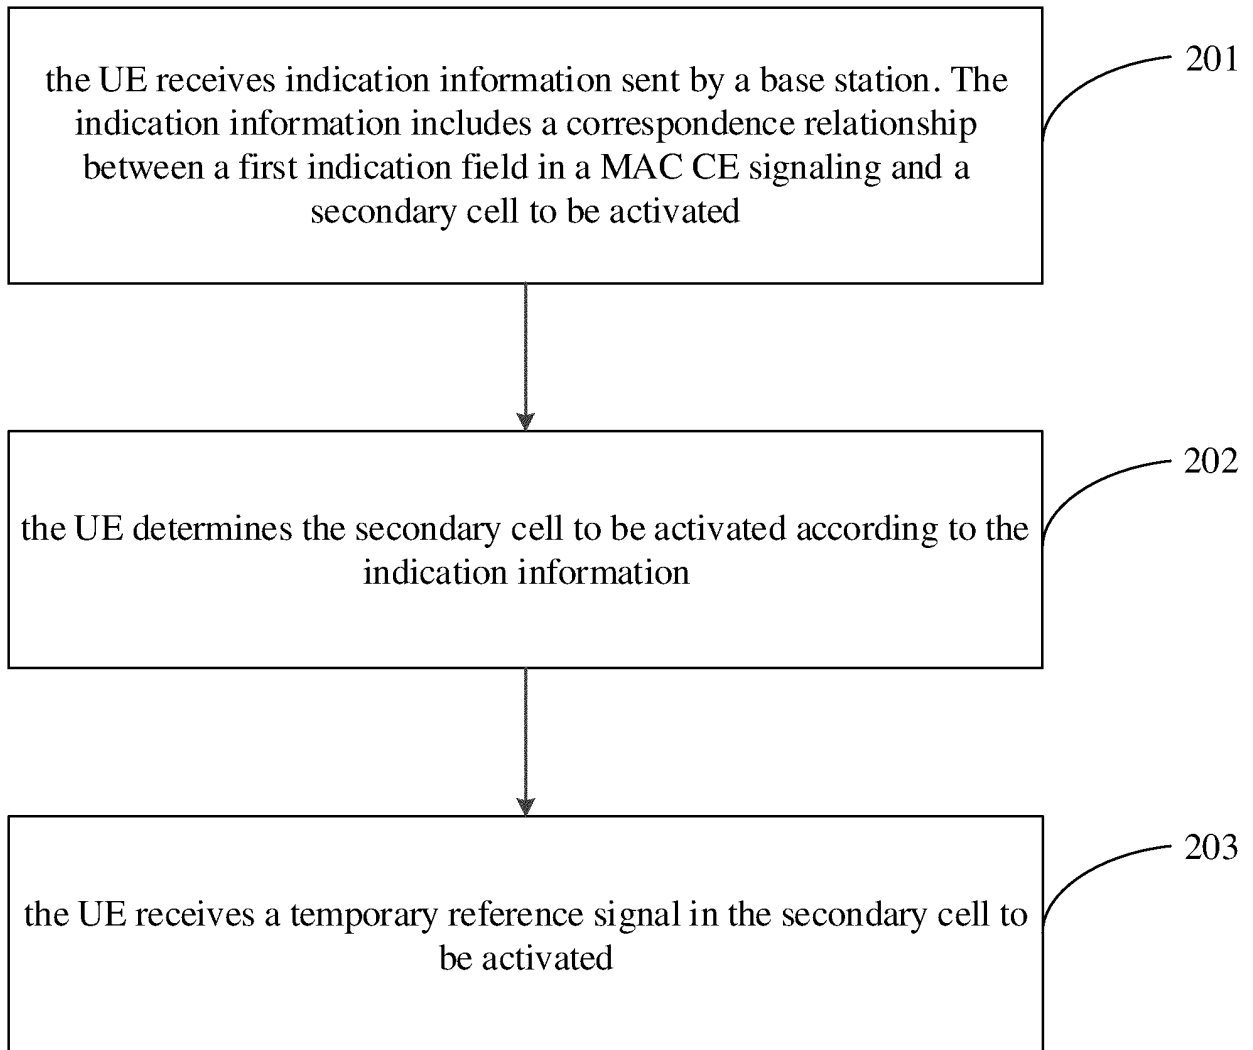 the UE receives indication information sent by a base station. The
indication information includes a correspondence relationship
between a first indication field in a MAC CE signaling and a
secondary cell to be activated
201
the UE determines the secondary cell to be activated according to the
indication information
202
the UE receives a temporary reference signal in the secondary cell to
be activated
203